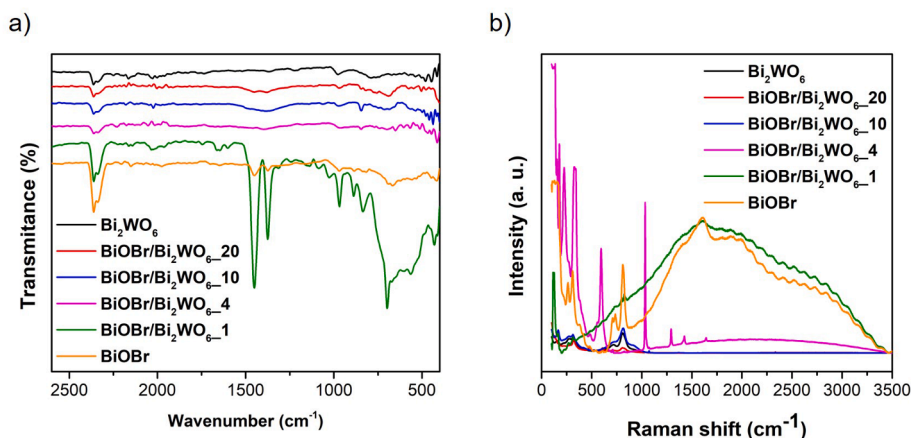 a)
Transmitance (%)
Bi₂WO₆
BiOBr/Bi₂WO₆_20
BiOBr/Bi₂WO₆_10
BiOBr/Bi₂WO₆_4
BiOBr/Bi₂WO₆_1
BiOBr
2500 2000 1500 1000 500
Wavenumber (cm⁻¹)
b)
Intensity (a. u.)
Bi₂WO₆
BiOBr/Bi₂WO₆_20
BiOBr/Bi₂WO₆_10
BiOBr/Bi₂WO₆_4
BiOBr/Bi₂WO₆_1
BiOBr
0 500 1000 1500 2000 2500 3000 3500
Raman shift (cm⁻¹)